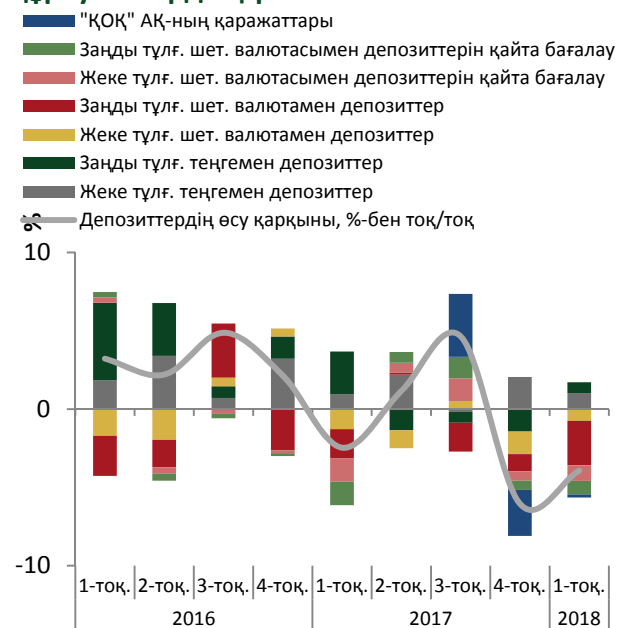 "ҚОҚ" АҚ-ның қаражаттары
Заңды тұлғ. шет. валютасымен депозиттерін қайта бағалау
Жеке тұлғ. шет. валютасымен депозиттерін қайта бағалау
Заңды тұлғ. шет. валютамен депозиттер
Жеке тұлғ. шет. валютамен депозиттер
Заңды тұлғ. теңгемен депозиттер
Жеке тұлғ. теңгемен депозиттер
Депозиттердің өсу қарқыны, %-бен тоқ/тоқ
%
10
0
-10
1-тоқ. 2-тоқ. 3-тоқ. 4-тоқ. 1-тоқ. 2-тоқ. 3-тоқ. 4-тоқ. 1-тоқ.
2016 2017 2018